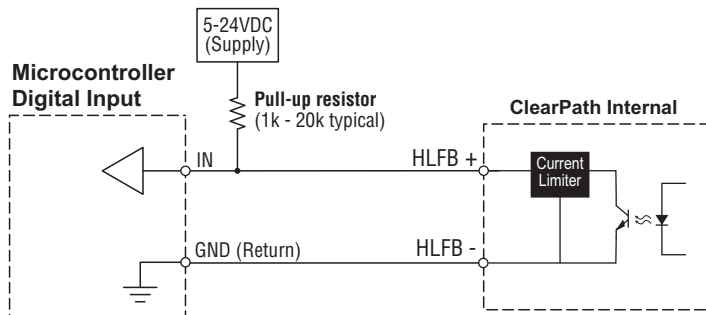 5-24VDC
(Supply)
Microcontroller
Digital Input
Pull-up resistor
(1k - 20k typical)
ClearPath Internal
IN
HLFB +
Current
Limiter
GND (Return)
HLFB -